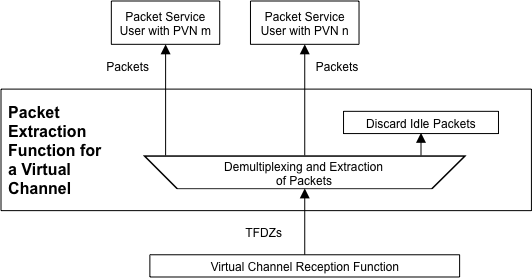 Packet Service
User with PVN m
Packet Service
User with PVN n
Packets
Packets
Packet
Extraction
Function for
a Virtual
Channel
Discard Idle Packets
Demultiplexing and Extraction
of Packets
TFDZs
Virtual Channel Reception Function